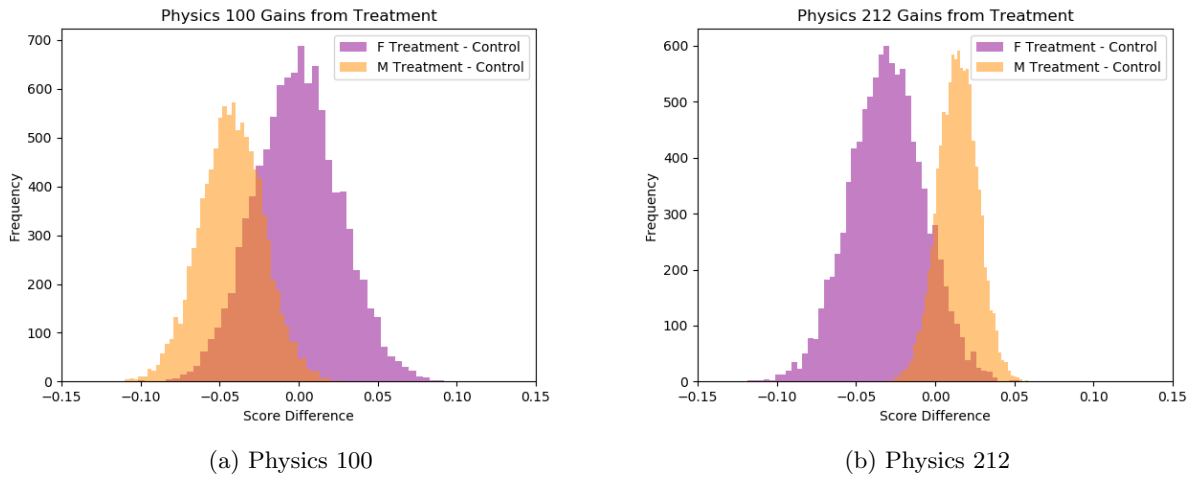 Physics 100 Gains from Treatment
F Treatment - Control
M Treatment - Control
700
600
500
400
300
200
100
0
Frequency
−0.15 −0.10 −0.05 0.00 0.05 0.10 0.15
Score Difference
(a) Physics 100
Physics 212 Gains from Treatment
F Treatment - Control
M Treatment - Control
600
500
400
300
200
100
0
Frequency
−0.15 −0.10 −0.05 0.00 0.05 0.10 0.15
Score Difference
(b) Physics 212